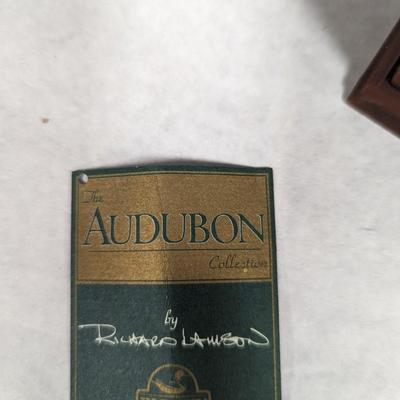 The
AUDUBON
Collection
by
RICHARD LAWSON